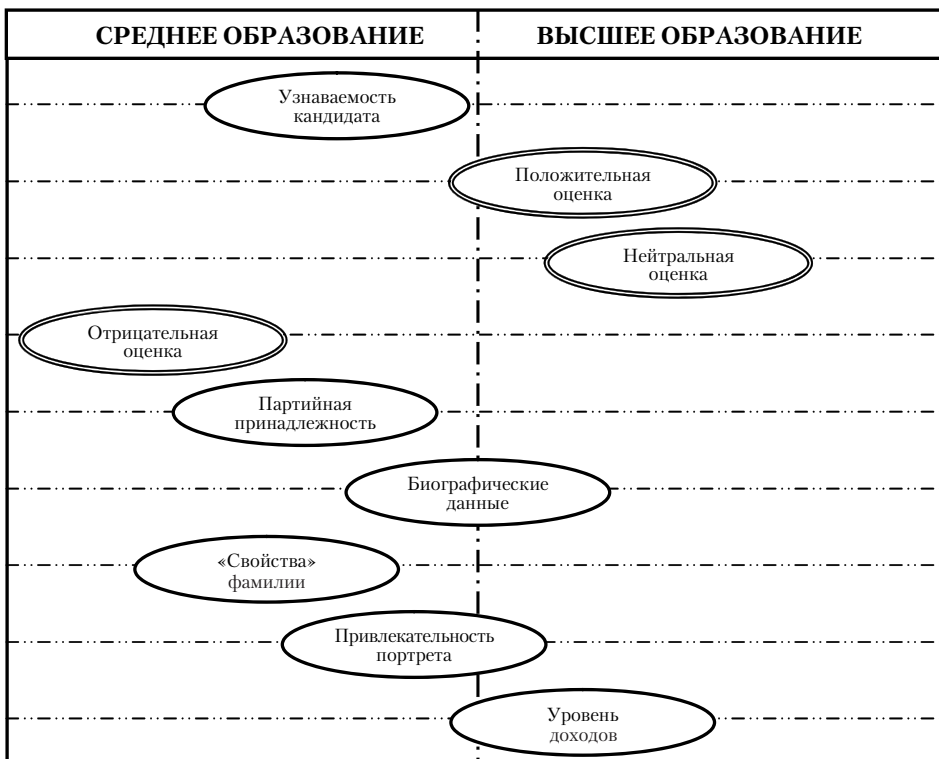 СРЕДНЕЕ ОБРАЗОВАНИЕ
ВЫСШЕЕ ОБРАЗОВАНИЕ
Узнаваемость
кандидата
Положительная
оценка
Нейтральная
оценка
Отрицательная
оценка
Партийная
принадлежность
Биографические
данные
«Свойства»
фамилии
Привлекательность
портрета
Уровень
доходов